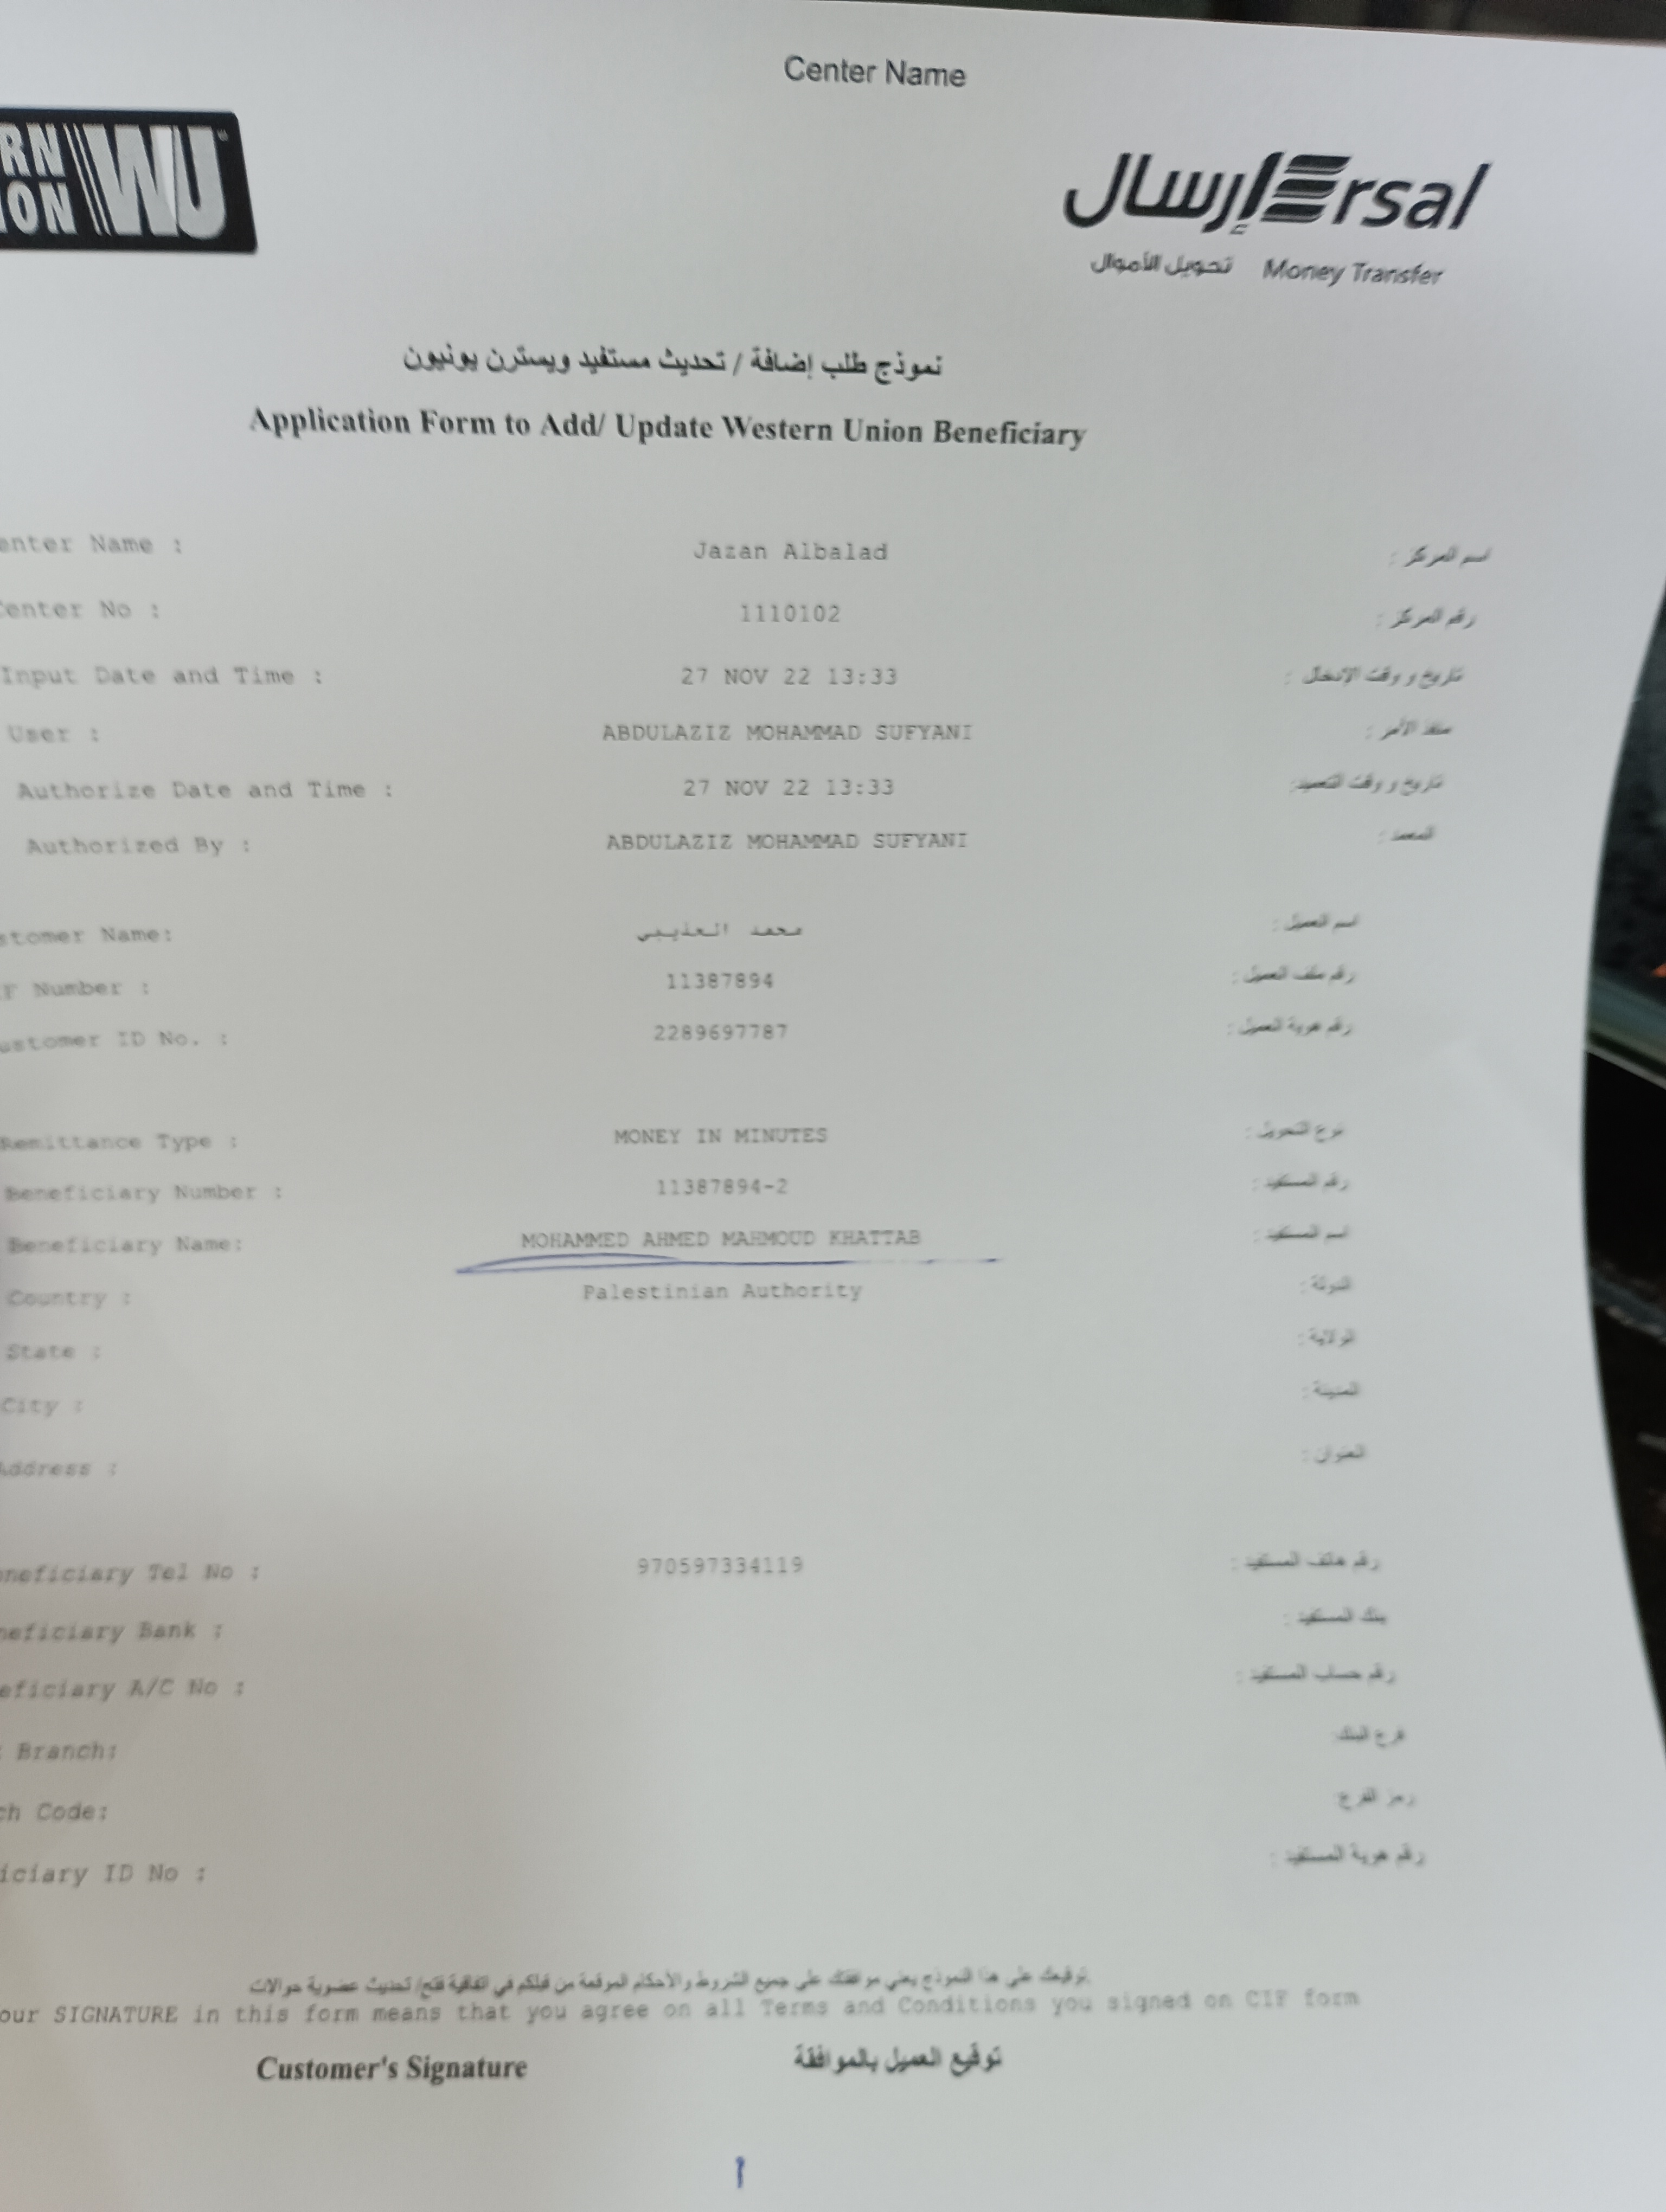 Center Name
RN
ON WU
إرسال Ersal
تحويل الأموال Money Transfer
نموذج طلب إضافة / تحديث مستفيد ويسترن يونيون
Application Form to Add/ Update Western Union Beneficiary
enter Name : Jazan Albalad اسم المركز :
Center No : 1110102 رقم المركز :
Input Date and Time : 27 NOV 22 13:33 تاريخ و وقت الإدخال :
User : ABDULAZIZ MOHAMMAD SUFYANI منفذ الأمر :
Authorize Date and Time : 27 NOV 22 13:33 تاريخ و وقت التعميد:
Authorized By : ABDULAZIZ MOHAMMAD SUFYANI المعمد :
stomer Name: محمد العذيبي اسم العميل :
F Number : 11387894 رقم ملف العميل :
ustomer ID No. : 2289697787 رقم هوية العميل :
Remittance Type : MONEY IN MINUTES نوع التحويل :
Beneficiary Number : 11387894-2 رقم المستفيد :
Beneficiary Name: MOHAMMED AHMED MAHMOUD KHATTAB اسم المستفيد :
Country : Palestinian Authority الدولة :
State : الولاية :
City : المدينة :
Address : العنوان :
neficiary Tel No : 970597334119 رقم هاتف المستفيد :
neficiary Bank : بنك المستفيد :
eficiary A/C No : رقم حساب المستفيد :
Branch: فرع البنك
ch Code: رمز الفرع
iciary ID No : رقم هوية المستفيد :
توقيعك على هذا النموذج يعني موافقتك على جميع الشروط والأحكام الموقعة من قبلكم في اتفاقية فتح/ تحديث عضوية حوالات.
our SIGNATURE in this form means that you agree on all Terms and Conditions you signed on CIF form
Customer's Signature توقيع العميل بالموافقة